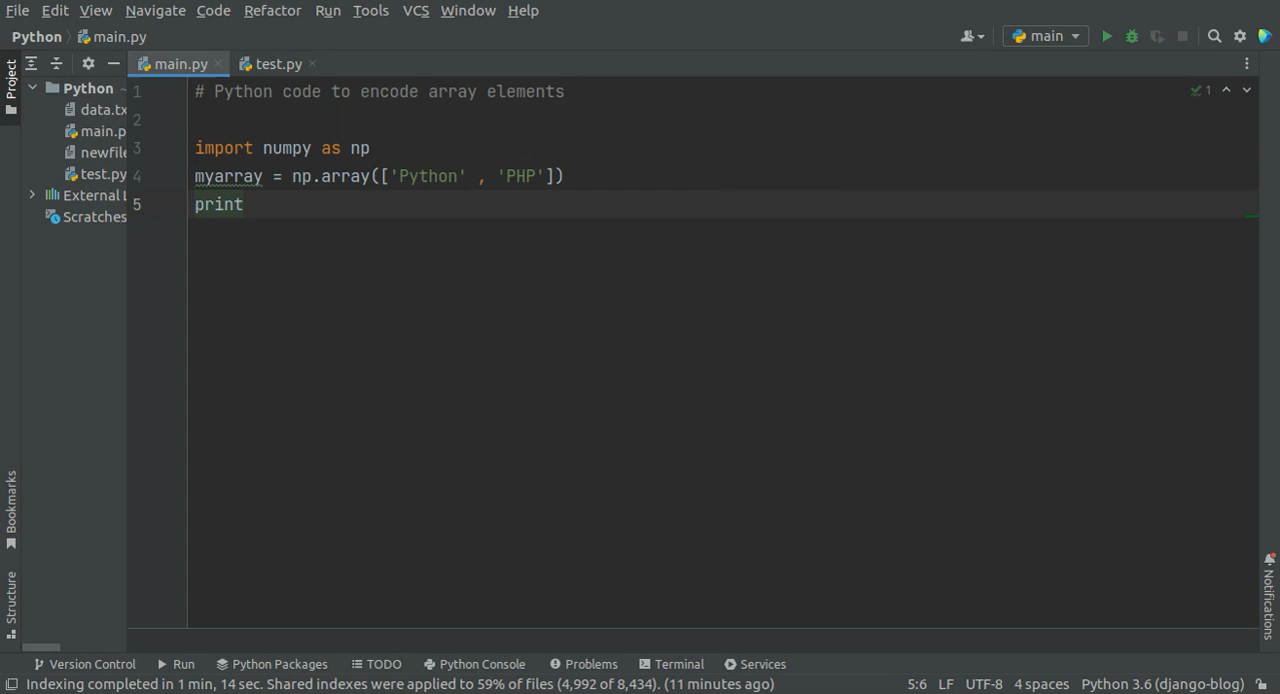 File Edit View Navigate Code Refactor Run Tools VCS Window Help
Python main.py main
Project
main.py test.py
Python ~
data.tx
main.p
newfile
test.py
External L
Scratches
1 # Python code to encode array elements
2
3 import numpy as np
4 myarray = np.array(['Python' , 'PHP'])
5 print
1
Bookmarks
Structure
Notifications
Version Control Run Python Packages TODO Python Console Problems Terminal Services
Indexing completed in 1 min, 14 sec. Shared indexes were applied to 59% of files (4,992 of 8,434). (11 minutes ago) 5:6 LF UTF-8 4 spaces Python 3.6 (django-blog)